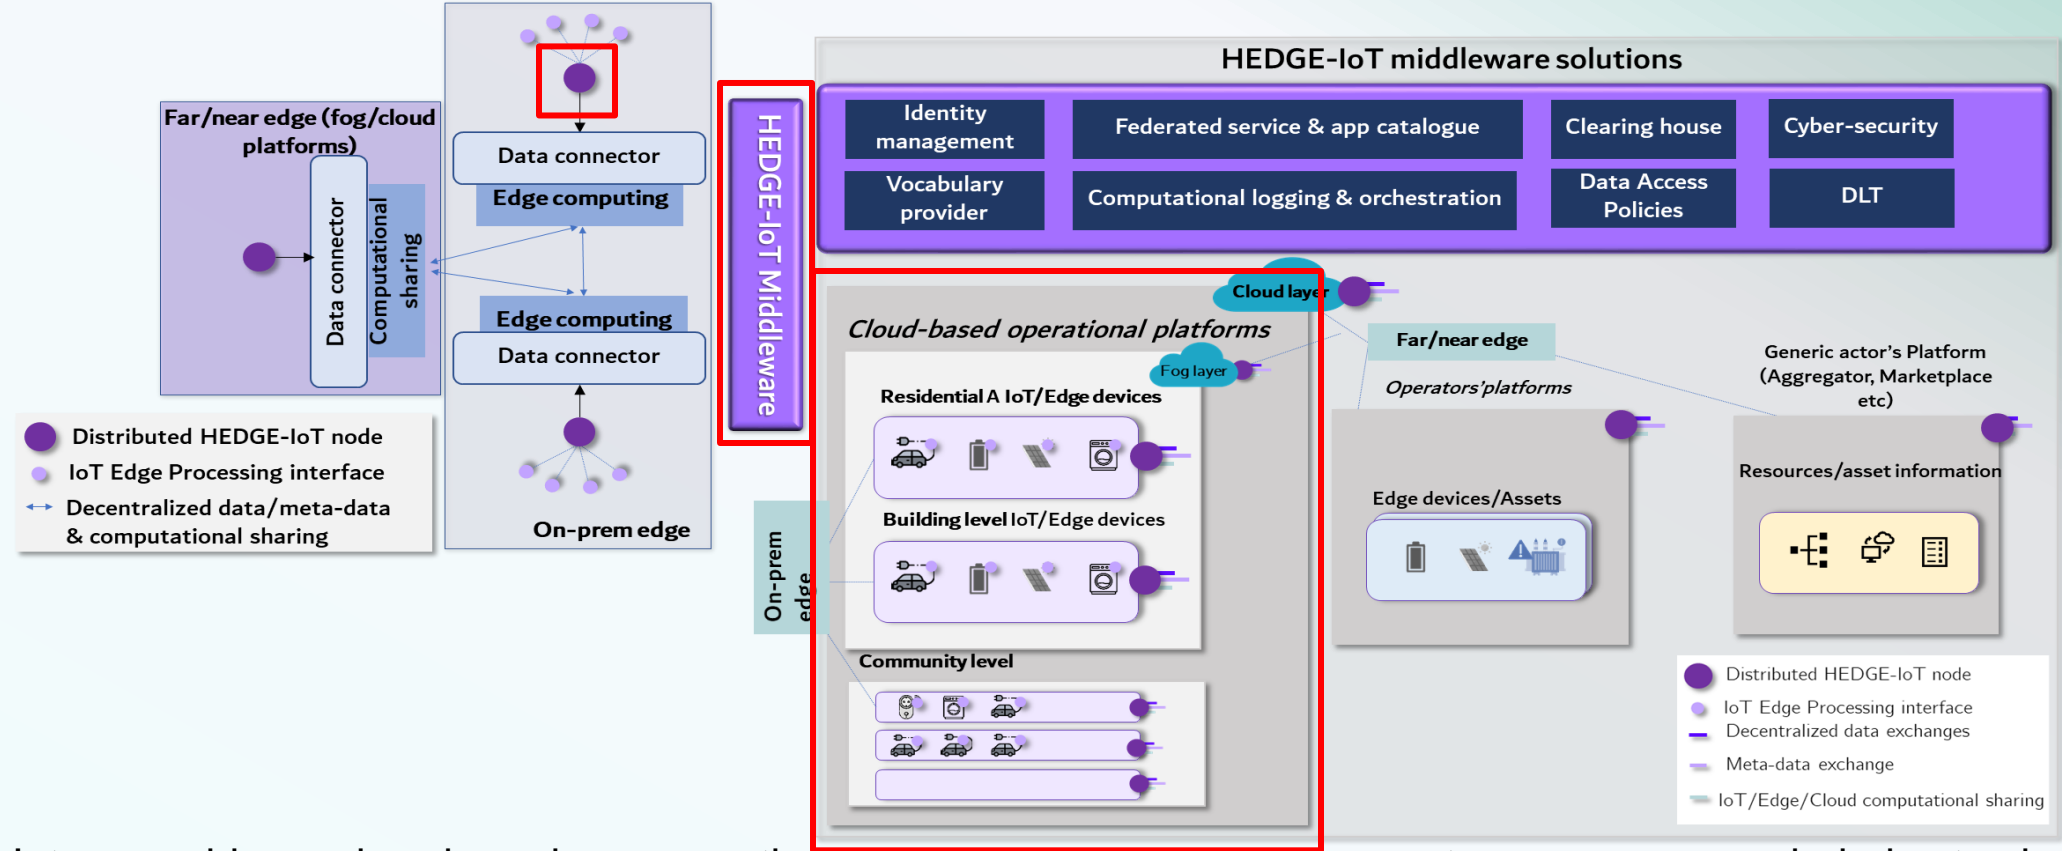 HEDGE-IoT middleware solutions
Identity
management
Federated service & app catalogue
Clearing house
Cyber-security
Vocabulary
provider
Computational logging & orchestration
Data Access
Policies
DLT
Far/near edge (fog/cloud
platforms)
Data connector
Computational
sharing
Data connector
Edge computing
Edge computing
Data connector
On-prem edge
HEDGE-IoT Middleware
Distributed HEDGE-IoT node
IoT Edge Processing interface
Decentralized data/meta-data
& computational sharing
Cloud layer
Cloud-based operational platforms
Fog layer
Residential A IoT/Edge devices
Building level IoT/Edge devices
On-prem
edge
Community level
Far/near edge
Operators'platforms
Edge devices/Assets
Generic actor's Platform
(Aggregator, Marketplace
etc)
Resources/asset information
Distributed HEDGE-IoT node
IoT Edge Processing interface
Decentralized data exchanges
Meta-data exchange
IoT/Edge/Cloud computational sharing